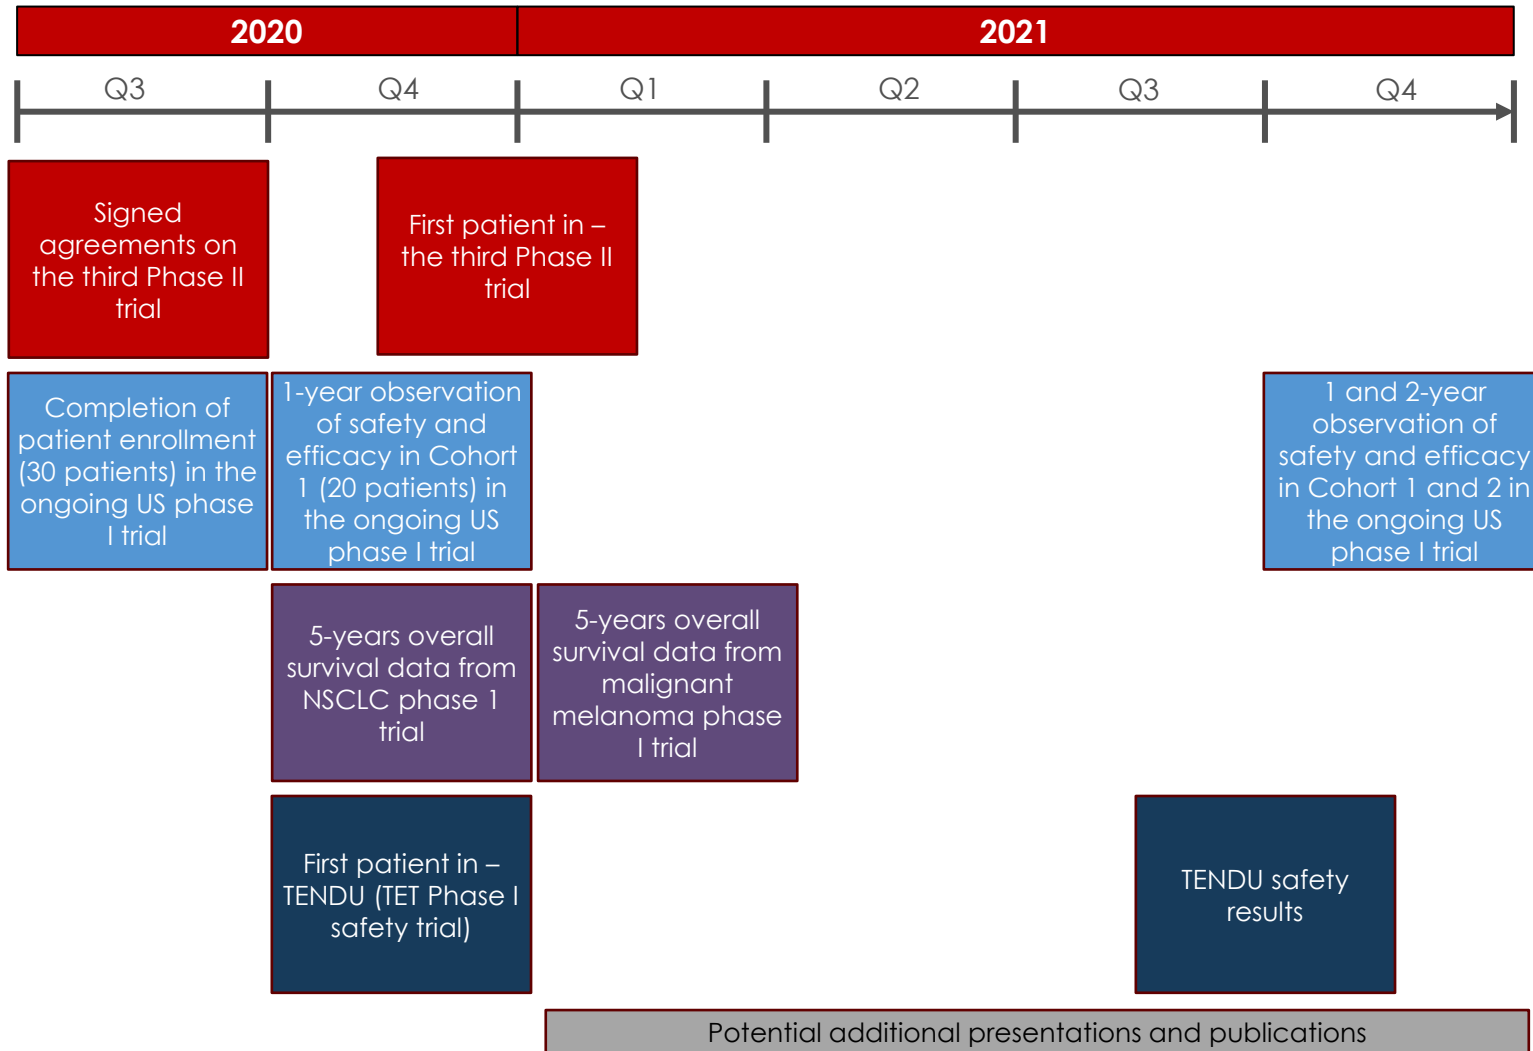 2020
2021
Q3
Q4
Q1
Q2
Q3
Q4
Signed
agreements on
the third Phase II
trial
First patient in –
the third Phase II
trial
Completion of
patient enrollment
(30 patients) in the
ongoing US phase
I trial
1-year observation
of safety and
efficacy in Cohort
1 (20 patients) in
the ongoing US
phase I trial
1 and 2-year
observation of
safety and efficacy
in Cohort 1 and 2 in
the ongoing US
phase I trial
5-years overall
survival data from
NSCLC phase 1
trial
5-years overall
survival data from
malignant
melanoma phase
I trial
First patient in –
TENDU (TET Phase I
safety trial)
TENDU safety
results
Potential additional presentations and publications